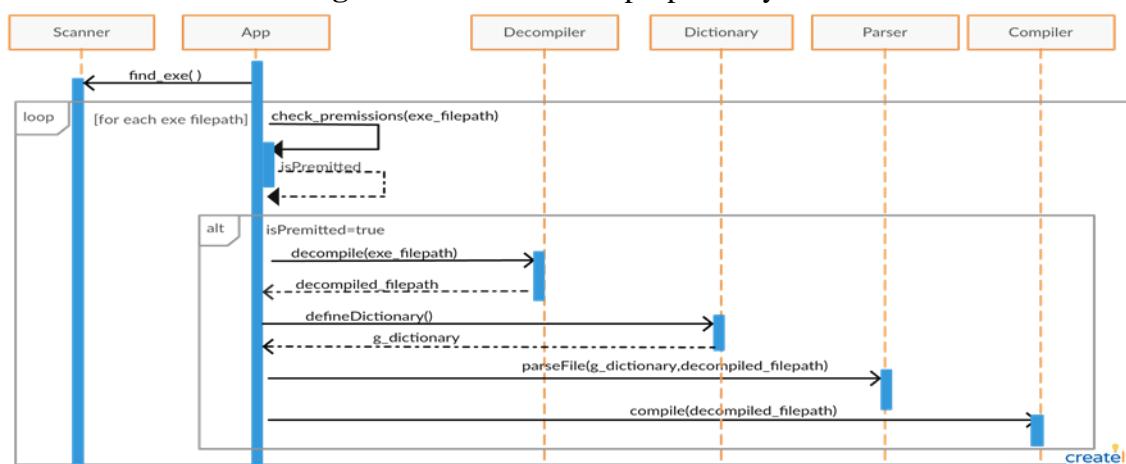 Scanner
App
Decompiler
Dictionary
Parser
Compiler
find_exe( )
loop
[for each exe filepath]
check_premissions(exe_filepath)
isPremitted
alt
isPremitted=true
decompile(exe_filepath)
decompiled_filepath
defineDictionary()
g_dictionary
parseFile(g_dictionary,decompiled_filepath)
compile(decompiled_filepath)